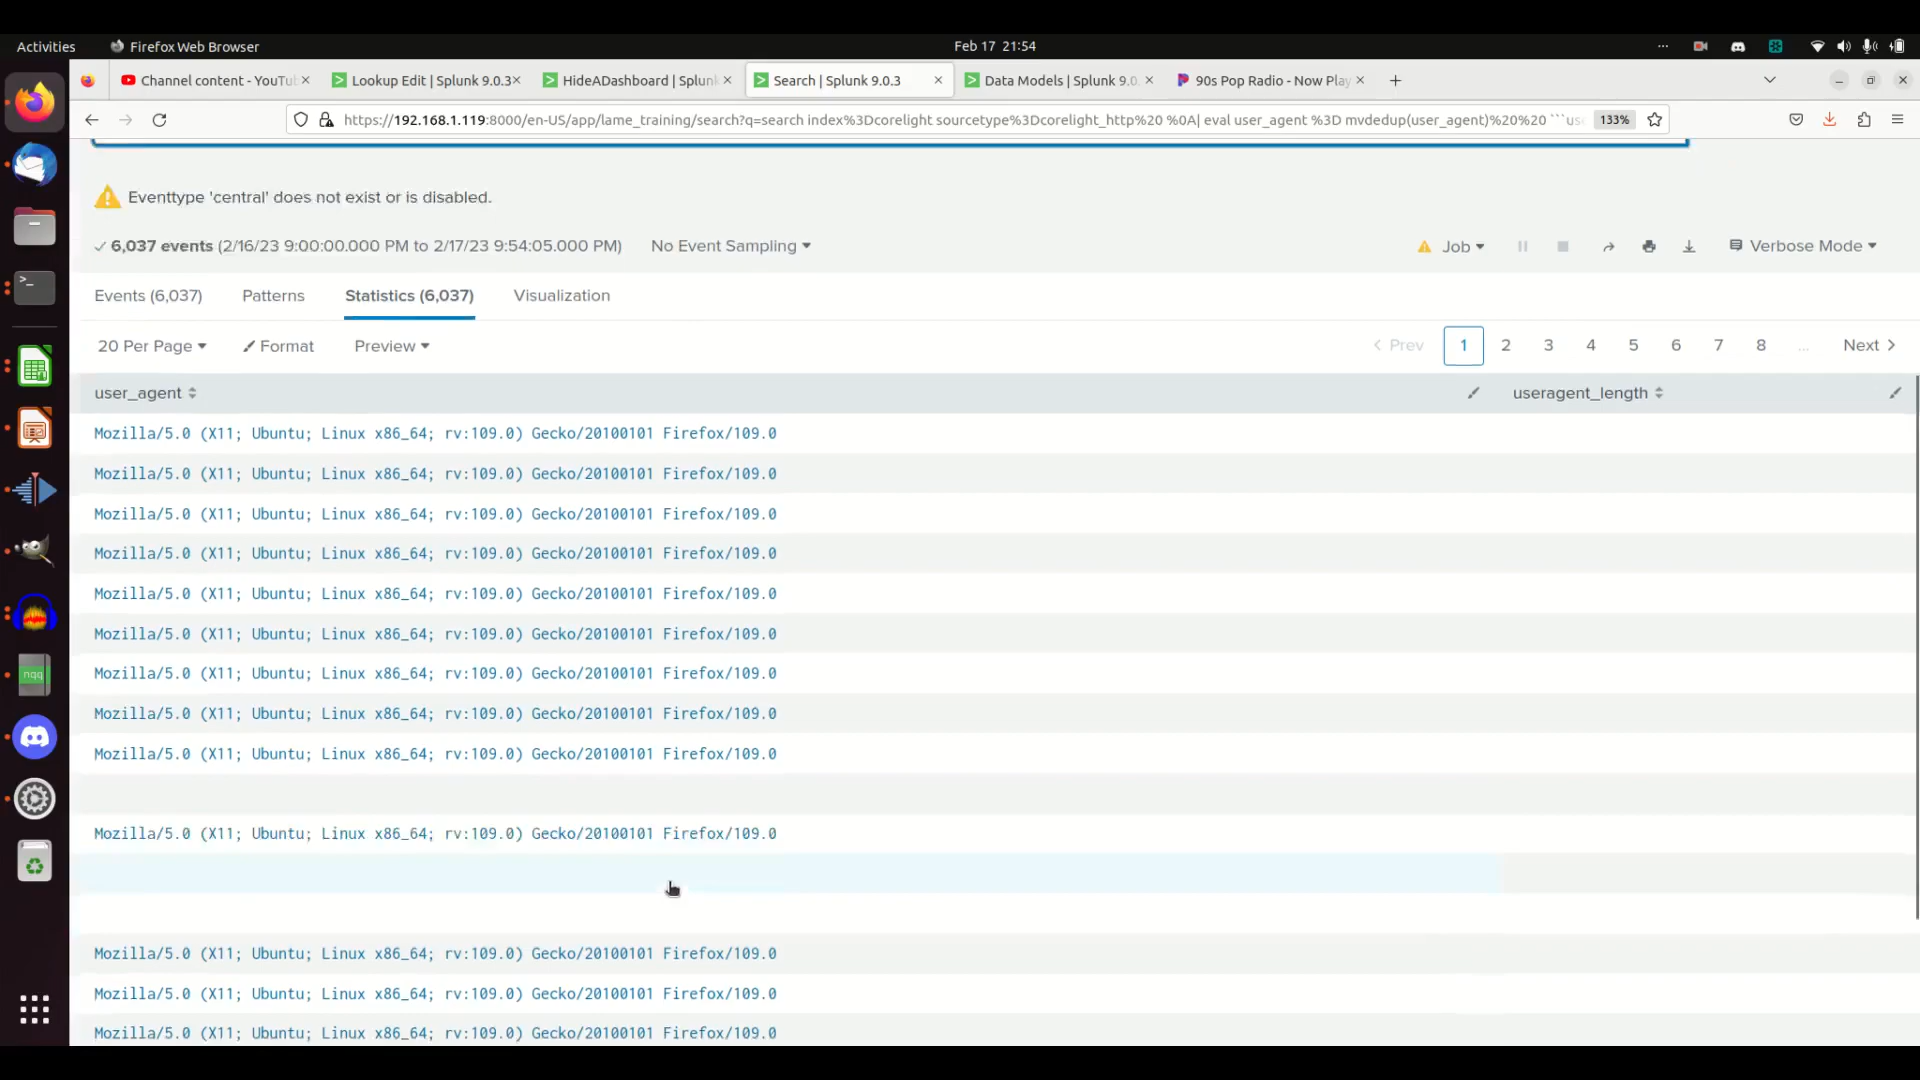 Activities Firefox Web Browser Feb 17 21:54
Channel content - YouTu Lookup Edit | Splunk 9.0.3 HideADashboard | Splun Search | Splunk 9.0.3 Data Models | Splunk 9.0. 90s Pop Radio - Now Play
https://192.168.1.119:8000/en-US/app/lame_training/search?q=search index%3Dcorelight sourcetype%3Dcorelight_http%20 %0A| eval user_agent %3D mvdedup(user_agent)%20%20 ```us 133%
Eventtype 'central' does not exist or is disabled.
6,037 events (2/16/23 9:00:00.000 PM to 2/17/23 9:54:05.000 PM) No Event Sampling Job Verbose Mode
Events (6,037) Patterns Statistics (6,037) Visualization
20 Per Page Format Preview Prev 1 2 3 4 5 6 7 8 ... Next
user_agent useragent_length
Mozilla/5.0 (X11; Ubuntu; Linux x86_64; rv:109.0) Gecko/20100101 Firefox/109.0
Mozilla/5.0 (X11; Ubuntu; Linux x86_64; rv:109.0) Gecko/20100101 Firefox/109.0
Mozilla/5.0 (X11; Ubuntu; Linux x86_64; rv:109.0) Gecko/20100101 Firefox/109.0
Mozilla/5.0 (X11; Ubuntu; Linux x86_64; rv:109.0) Gecko/20100101 Firefox/109.0
Mozilla/5.0 (X11; Ubuntu; Linux x86_64; rv:109.0) Gecko/20100101 Firefox/109.0
Mozilla/5.0 (X11; Ubuntu; Linux x86_64; rv:109.0) Gecko/20100101 Firefox/109.0
Mozilla/5.0 (X11; Ubuntu; Linux x86_64; rv:109.0) Gecko/20100101 Firefox/109.0
Mozilla/5.0 (X11; Ubuntu; Linux x86_64; rv:109.0) Gecko/20100101 Firefox/109.0
Mozilla/5.0 (X11; Ubuntu; Linux x86_64; rv:109.0) Gecko/20100101 Firefox/109.0
Mozilla/5.0 (X11; Ubuntu; Linux x86_64; rv:109.0) Gecko/20100101 Firefox/109.0
Mozilla/5.0 (X11; Ubuntu; Linux x86_64; rv:109.0) Gecko/20100101 Firefox/109.0
Mozilla/5.0 (X11; Ubuntu; Linux x86_64; rv:109.0) Gecko/20100101 Firefox/109.0
Mozilla/5.0 (X11; Ubuntu; Linux x86_64; rv:109.0) Gecko/20100101 Firefox/109.0
nqq